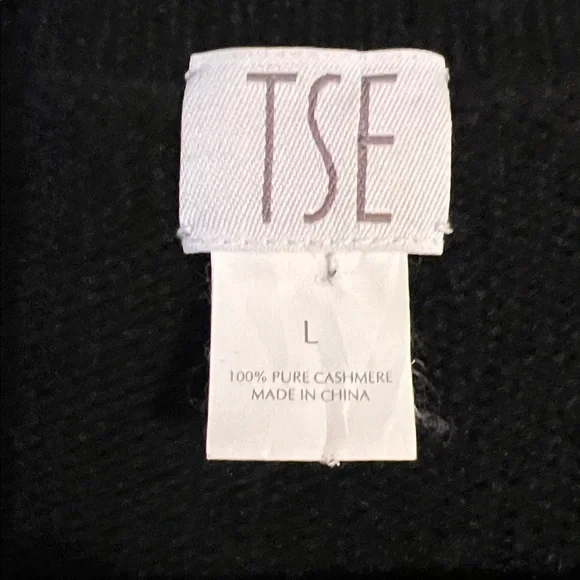 TSE
L
100% PURE CASHMERE
MADE IN CHINA